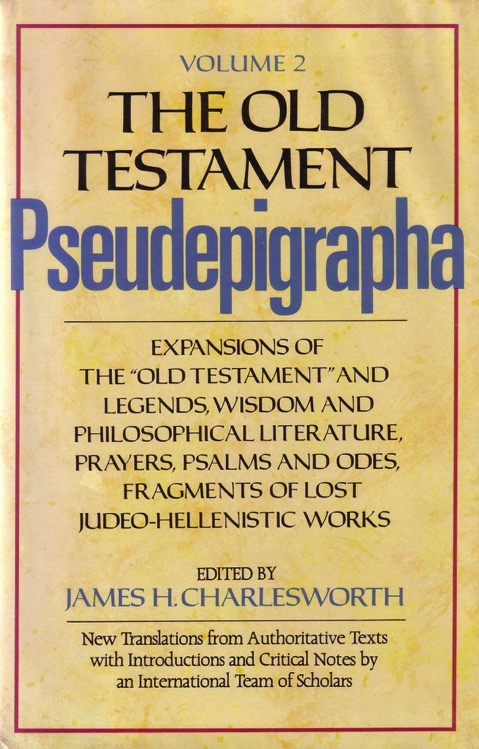 VOLUME 2
THE OLD
TESTAMENT
Pseudepigrapha
EXPANSIONS OF
THE “OLD TESTAMENT” AND
LEGENDS, WISDOM AND
PHILOSOPHICAL LITERATURE,
PRAYERS, PSALMS AND ODES,
FRAGMENTS OF LOST
JUDEO-HELLENISTIC WORKS
EDITED BY
JAMES H. CHARLESWORTH
New Translations from Authoritative Texts
with Introductions and Critical Notes by
an International Team of Scholars